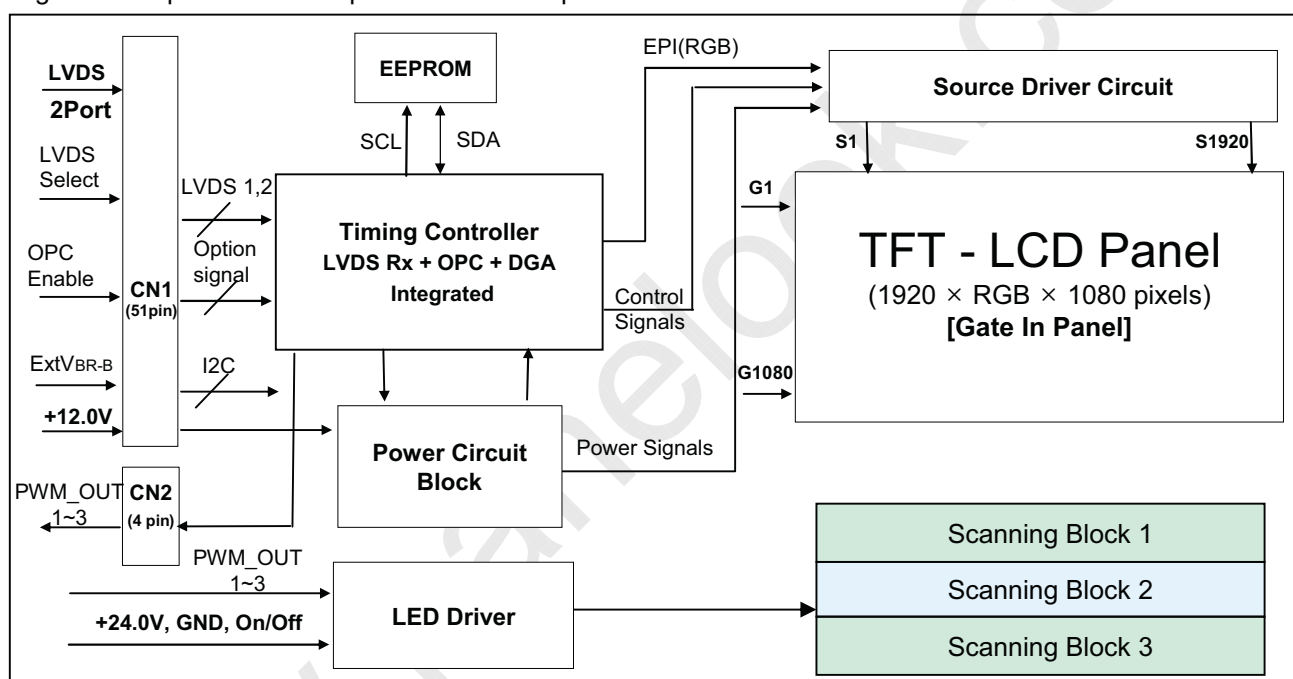 LVDS
2Port
LVDS
Select
OPC
Enable
ExtVBR-B
+12.0V
CN1
(51pin)
LVDS 1,2
Option
signal
I2C
EEPROM
SCL
SDA
Timing Controller
LVDS Rx + OPC + DGA
Integrated
EPI(RGB)
Control
Signals
Source Driver Circuit
S1
S1920
G1
G1080
TFT - LCD Panel
(1920 × RGB × 1080 pixels)
[Gate In Panel]
Power Circuit
Block
Power Signals
PWM_OUT
1~3
CN2
(4 pin)
PWM_OUT
1~3
+24.0V, GND, On/Off
LED Driver
Scanning Block 1
Scanning Block 2
Scanning Block 3